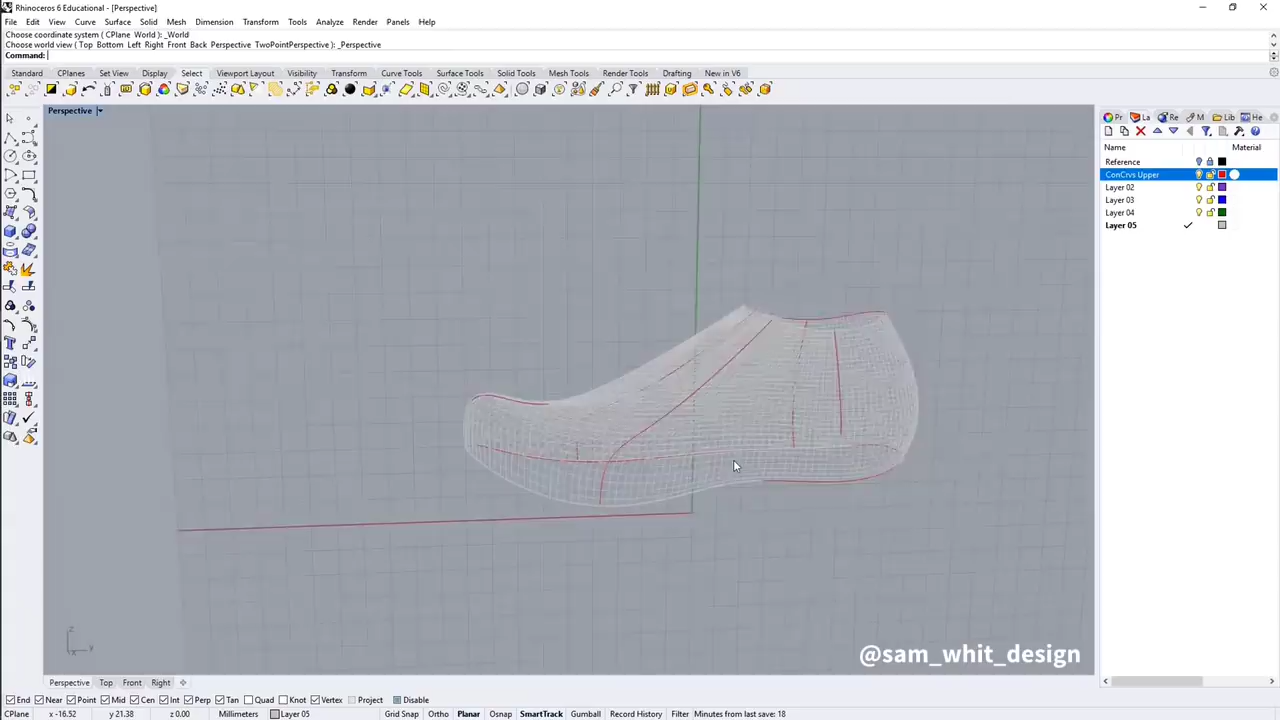 Rhinoceros 6 Educational - [Perspective]
File Edit View Curve Surface Solid Mesh Dimension Transform Tools Analyze Render Panels Help
Choose coordinate system ( CPlane World ): _World
Choose world view ( Top Bottom Left Right Front Back Perspective TwoPointPerspective ): _Perspective
Command:
Standard CPlanes Set View Display Select Viewport Layout Visibility Transform Curve Tools Surface Tools Solid Tools Mesh Tools Render Tools Drafting New in V6
Perspective
Pr La Re M Lib He
Name Material
Reference
ConCrvs Upper
Layer 02
Layer 03
Layer 04
Layer 05
z
x y
@sam_whit_design
Perspective Top Front Right
End Near Point Mid Cen Int Perp Tan Quad Knot Vertex Project Disable
CPlane x -16.52 y 21.38 z 0.00 Millimeters Layer 05 Grid Snap Ortho Planar Osnap SmartTrack Gumball Record History Filter Minutes from last save: 18